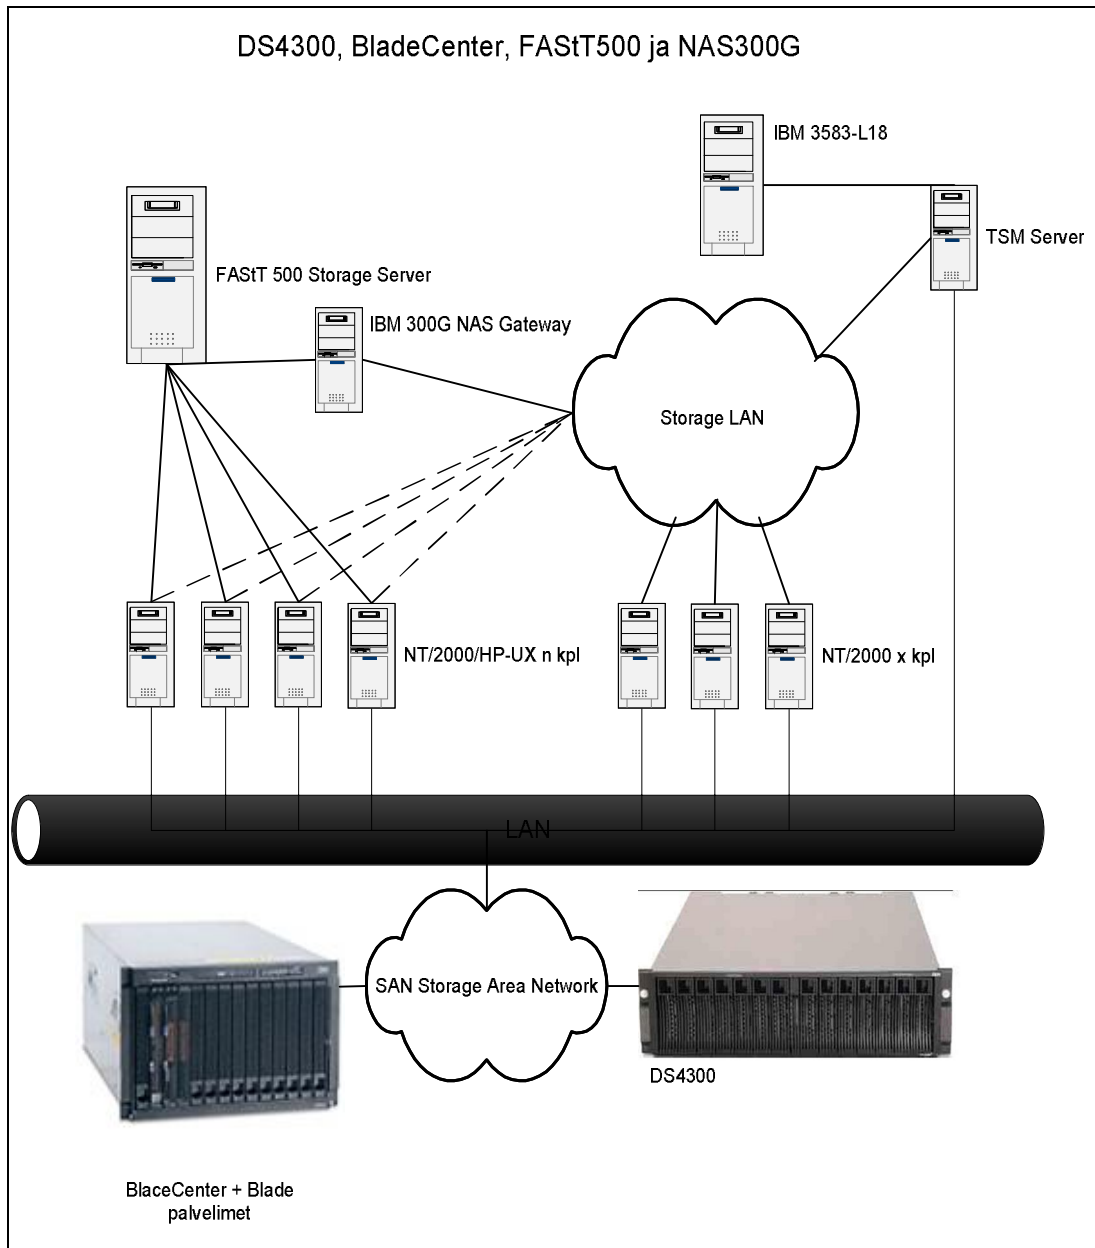 DS4300, BladeCenter, FAStT500 ja NAS300G
IBM 3583-L18
TSM Server
FAStT 500 Storage Server
IBM 300G NAS Gateway
Storage LAN
NT/2000/HP-UX n kpl
NT/2000 x kpl
LAN
SAN Storage Area Network
DS4300
BlaceCenter + Blade
palvelimet